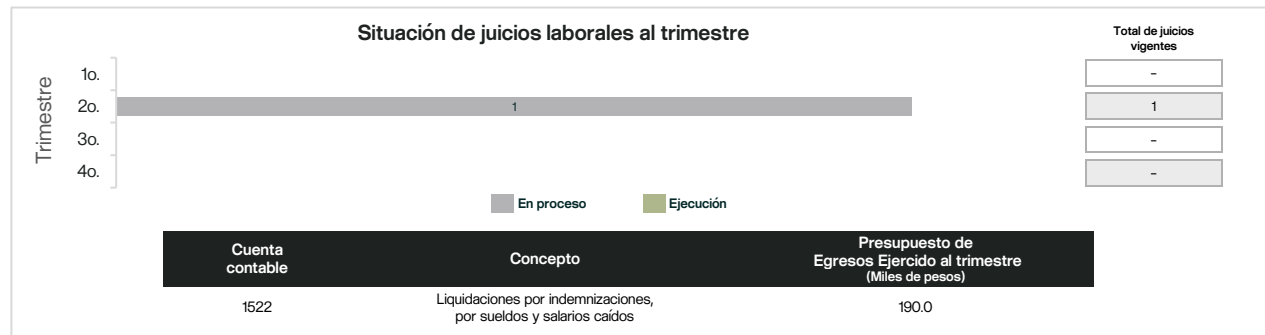 Situación de juicios laborales al trimestre
Total de juicios
vigentes
Trimestre
1o.
-
2o.
1
1
3o.
-
4o.
-
En proceso
Ejecución
Cuenta
contable
Concepto
Presupuesto de
Egresos Ejercido al trimestre
(Miles de pesos)
1522
Liquidaciones por indemnizaciones,
por sueldos y salarios caídos
190.0